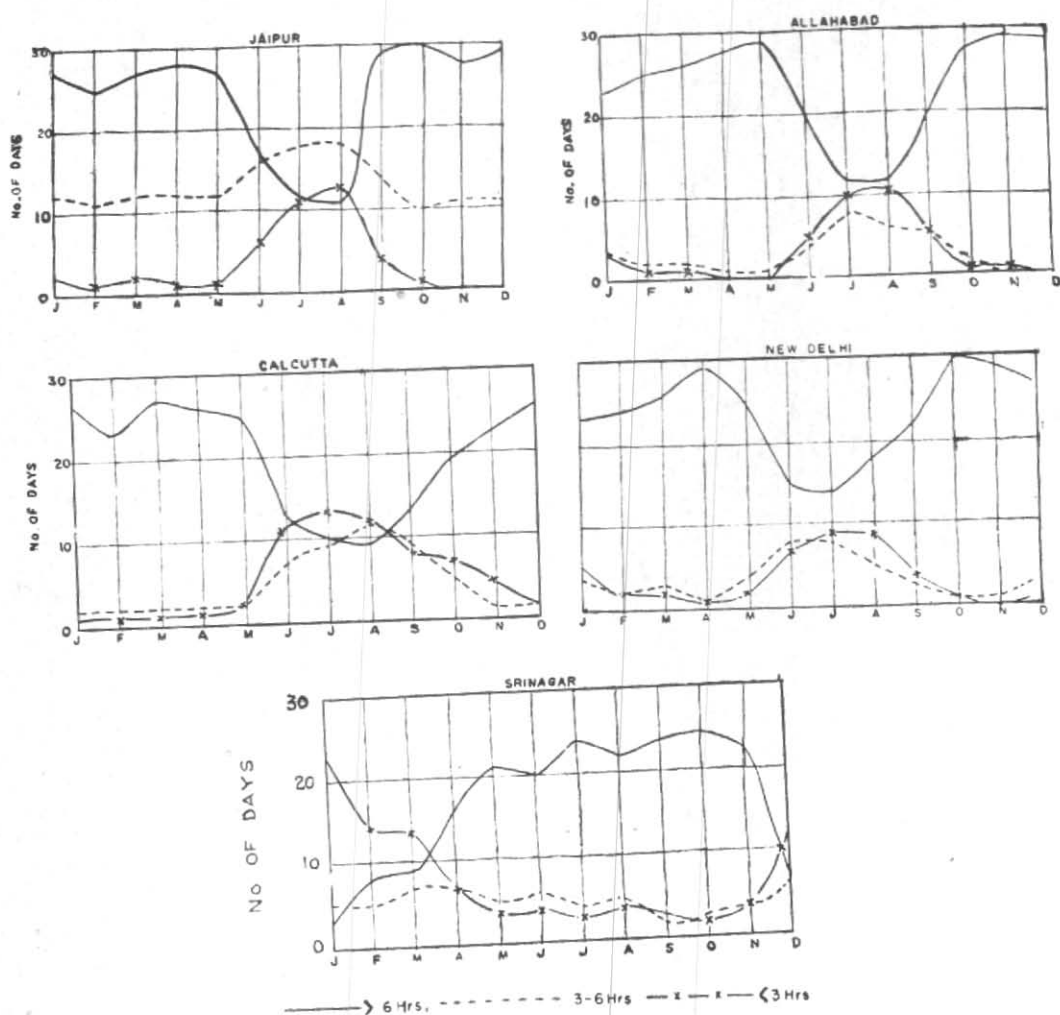 JAIPUR
30
20
10
0
No. OF DAYS
J F M A M J J A S O N D
ALLAHABAD
30
20
10
0
No. OF DAYS
J F M A M J J A S O N D
CALCUTTA
30
20
10
0
No. OF DAYS
J F M A M J J A S O N D
NEW DELHI
J F M A M J J A S O N D
SRINAGAR
30
20
10
0
No OF DAYS
J F M A M J J A S O N D
> 6 Hrs, 3-6 Hrs < 3 Hrs